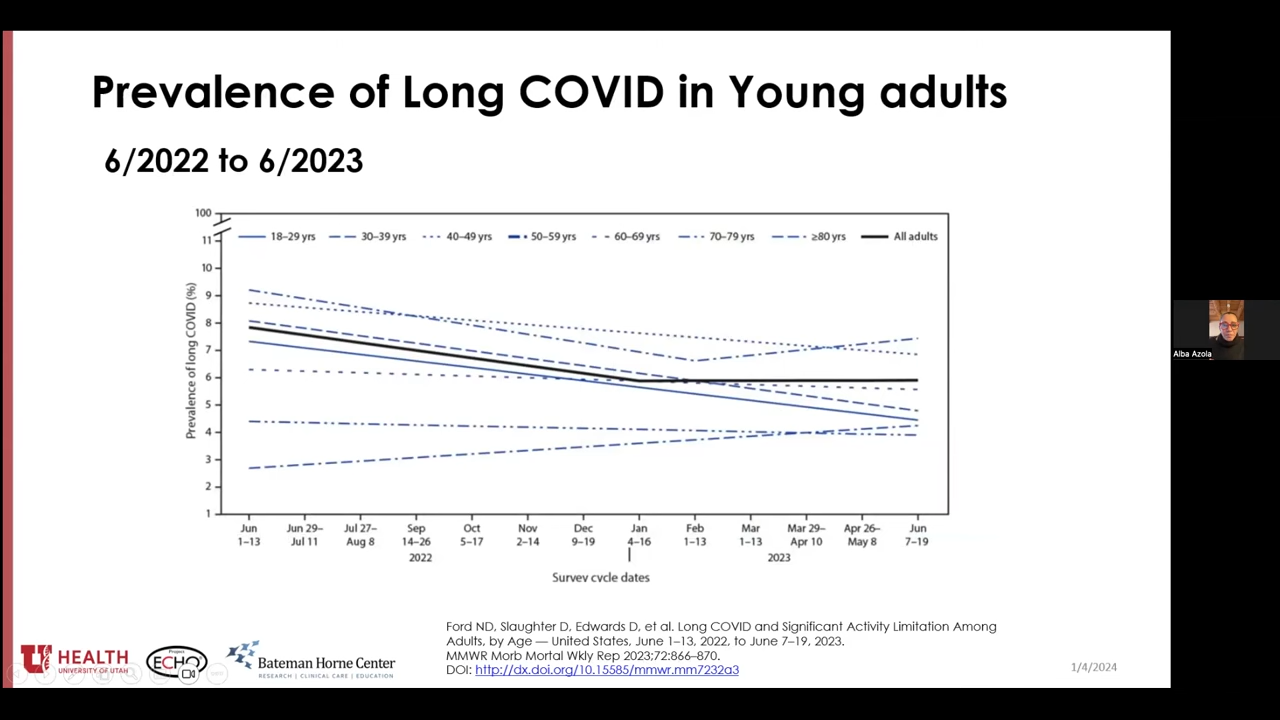 Prevalence of Long COVID in Young adults
6/2022 to 6/2023
100
11
10
9
8
7
6
5
4
3
2
1
Prevalence of long COVID (%)
18–29 yrs 30–39 yrs 40–49 yrs 50–59 yrs 60–69 yrs 70–79 yrs ≥80 yrs All adults
Jun Jun 29– Jul 27– Sep Oct Nov Dec Jan Feb Mar Mar 29– Apr 26– Jun
1–13 Jul 11 Aug 8 14–26 5–17 2–14 9–19 4–16 1–13 1–13 Apr 10 May 8 7–19
2022 2023
Survey cycle dates
Ford ND, Slaughter D, Edwards D, et al. Long COVID and Significant Activity Limitation Among
Adults, by Age — United States, June 1–13, 2022, to June 7–19, 2023.
MMWR Morb Mortal Wkly Rep 2023;72:866–870.
DOI: http://dx.doi.org/10.15585/mmwr.mm7232a3
U HEALTH
UNIVERSITY OF UTAH
Project
ECHO
Bateman Horne Center
RESEARCH | CLINICAL CARE | EDUCATION
1/4/2024
Alba Azola